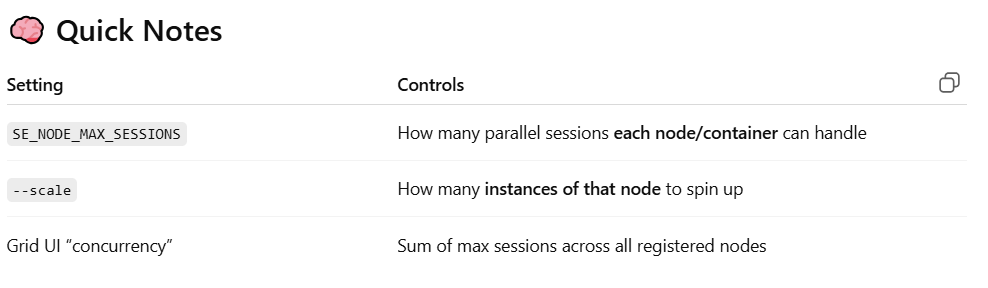 🧠 Quick Notes
Setting Controls
SE_NODE_MAX_SESSIONS How many parallel sessions each node/container can handle
--scale How many instances of that node to spin up
Grid UI “concurrency” Sum of max sessions across all registered nodes